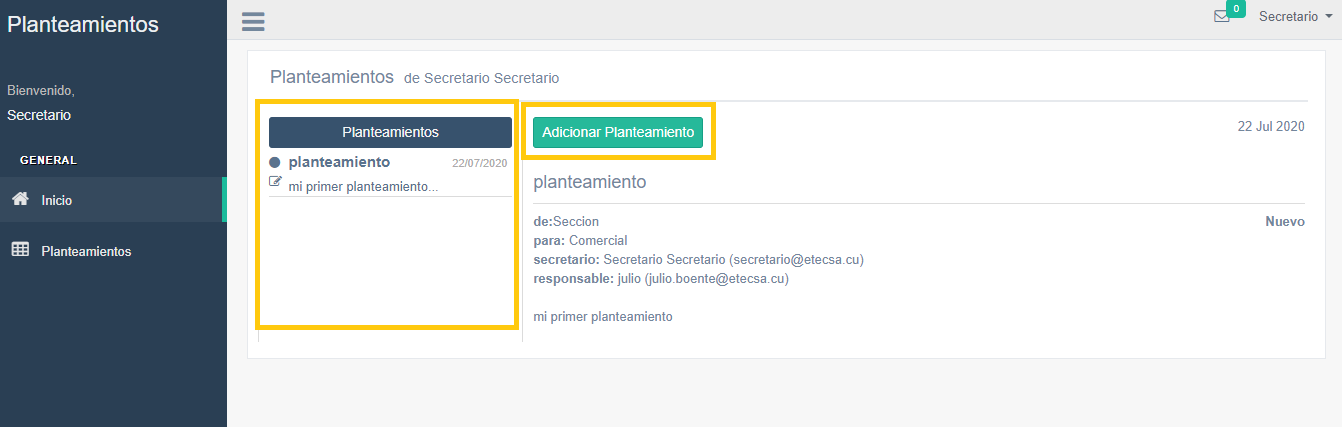 Planteamientos
0
Secretario
Bienvenido,
Secretario
GENERAL
Inicio
Planteamientos
Planteamientos de Secretario Secretario
Planteamientos
planteamiento 22/07/2020
mi primer planteamiento...
Adicionar Planteamiento
22 Jul 2020
planteamiento
de:Seccion
Nuevo
para: Comercial
secretario: Secretario Secretario (secretario@etecsa.cu)
responsable: julio (julio.boente@etecsa.cu)
mi primer planteamiento